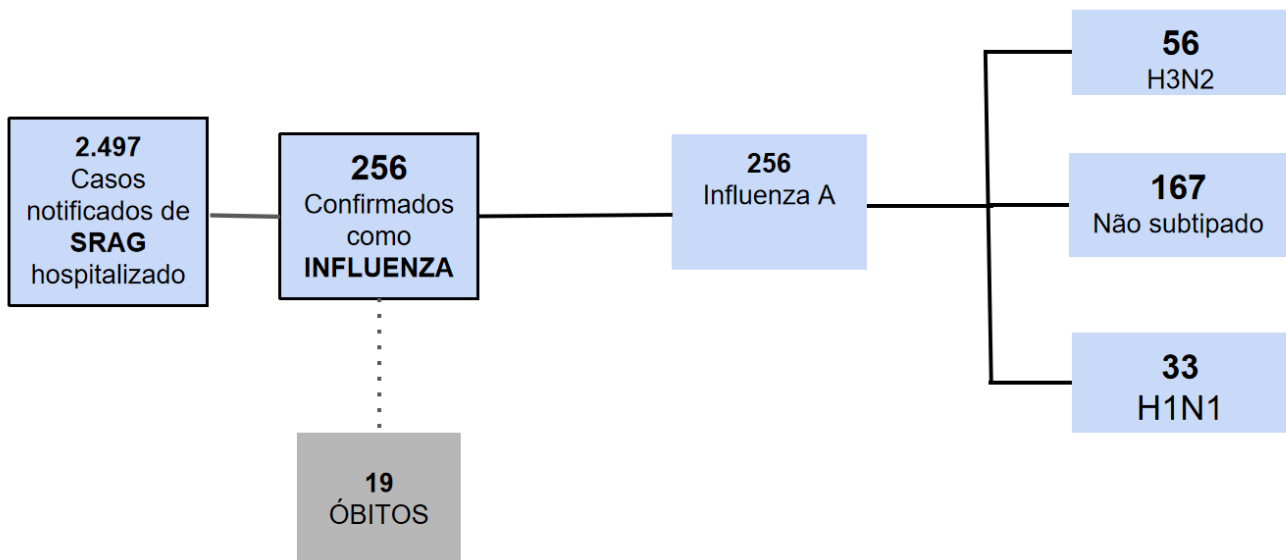 2.497
Casos
notificados de
SRAG
hospitalizado
256
Confirmados
como
INFLUENZA
19
ÓBITOS
256
Influenza A
56
H3N2
167
Não subtipado
33
H1N1